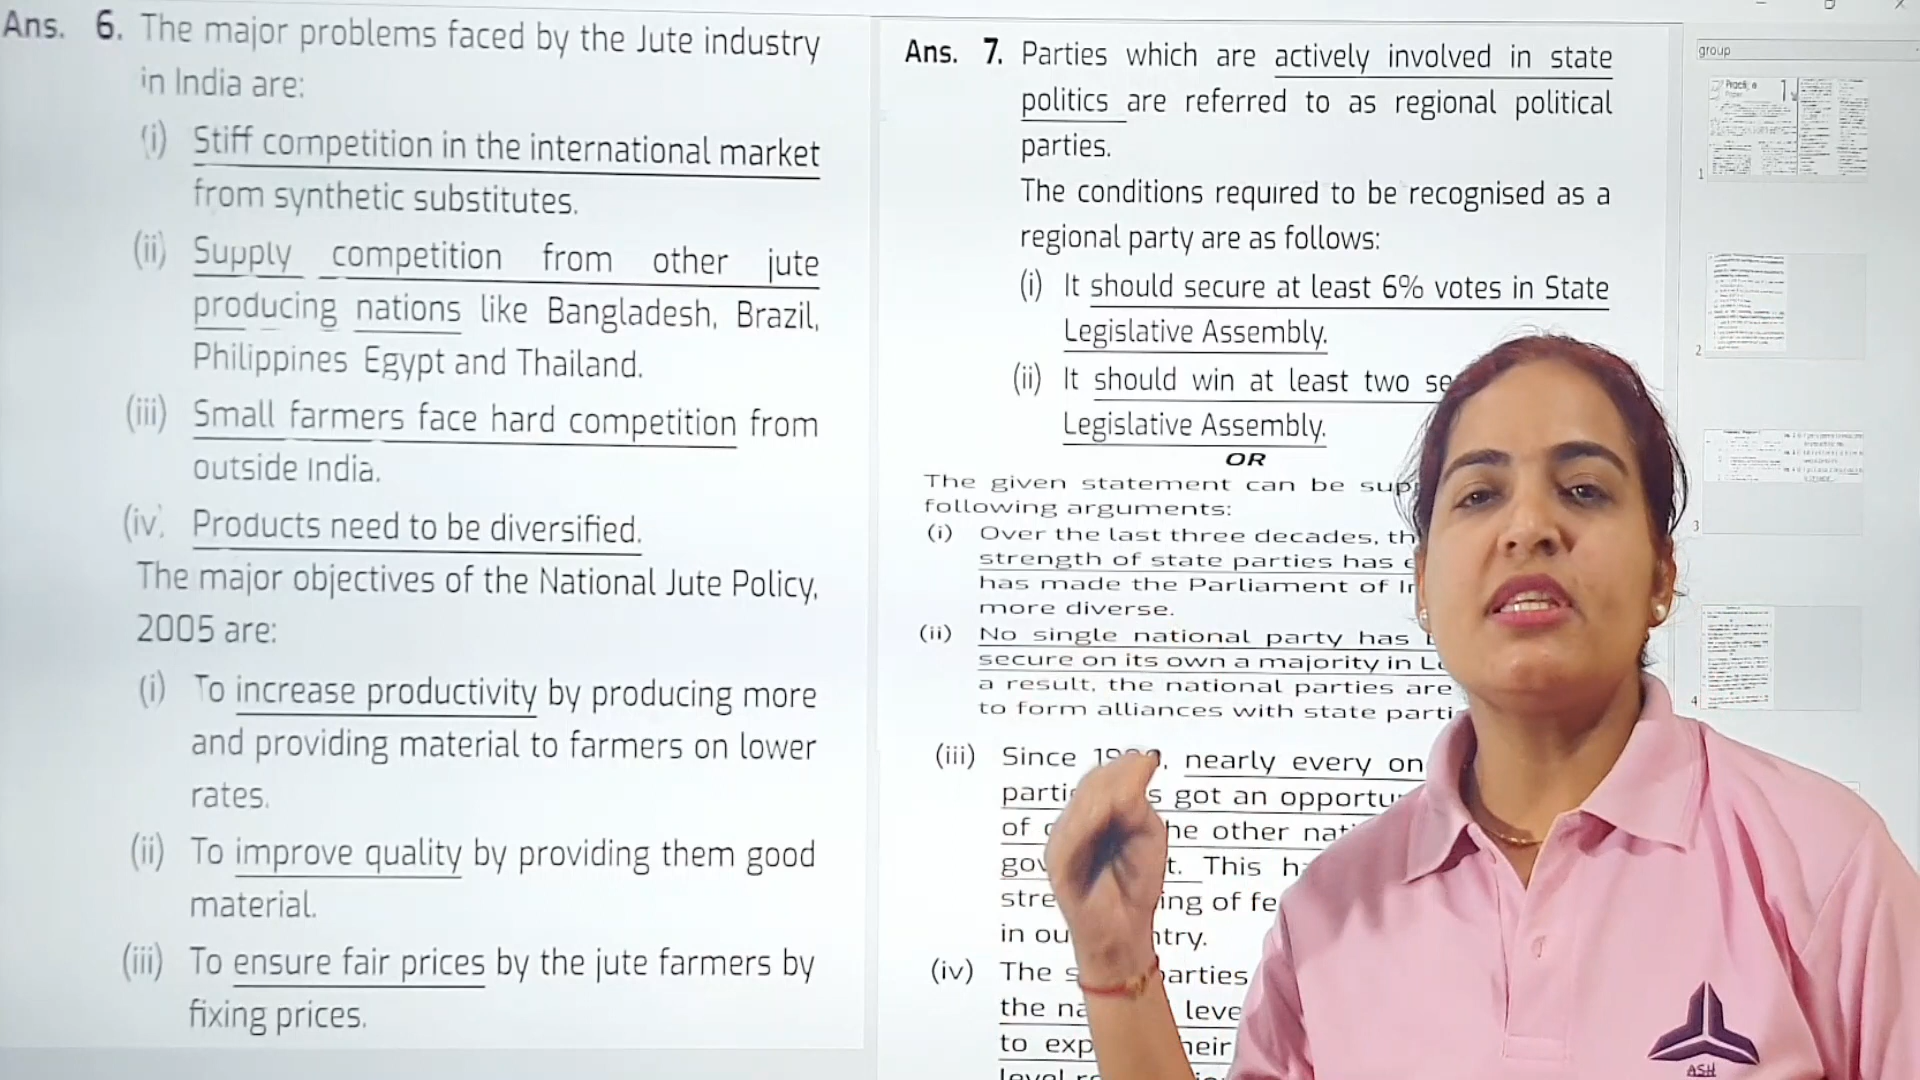 Ans. 6. The major problems faced by the Jute industry
in India are:
(i) Stiff competition in the international market
from synthetic substitutes.
(ii) Supply competition from other jute
producing nations like Bangladesh, Brazil,
Philippines Egypt and Thailand.
(iii) Small farmers face hard competition from
outside India.
(iv) Products need to be diversified.
The major objectives of the National Jute Policy,
2005 are:
(i) To increase productivity by producing more
and providing material to farmers on lower
rates.
(ii) To improve quality by providing them good
material.
(iii) To ensure fair prices by the jute farmers by
fixing prices.
Ans. 7. Parties which are actively involved in state
politics are referred to as regional political
parties.
The conditions required to be recognised as a
regional party are as follows:
(i) It should secure at least 6% votes in State
Legislative Assembly.
(ii) It should win at least two
Legislative Assembly.
OR
The given statement can be
following arguments:
(i) Over the last three decades,
strength of state parties has
has made the Parliament of
more diverse.
(ii) No single national party has
secure on its own a majority in
a result, the national parties are
to form alliances with state
(iii) Since nearly every
got an
of he other
This
of
in
(iv) The parties
the
to
group
1
2
3
4
ASH